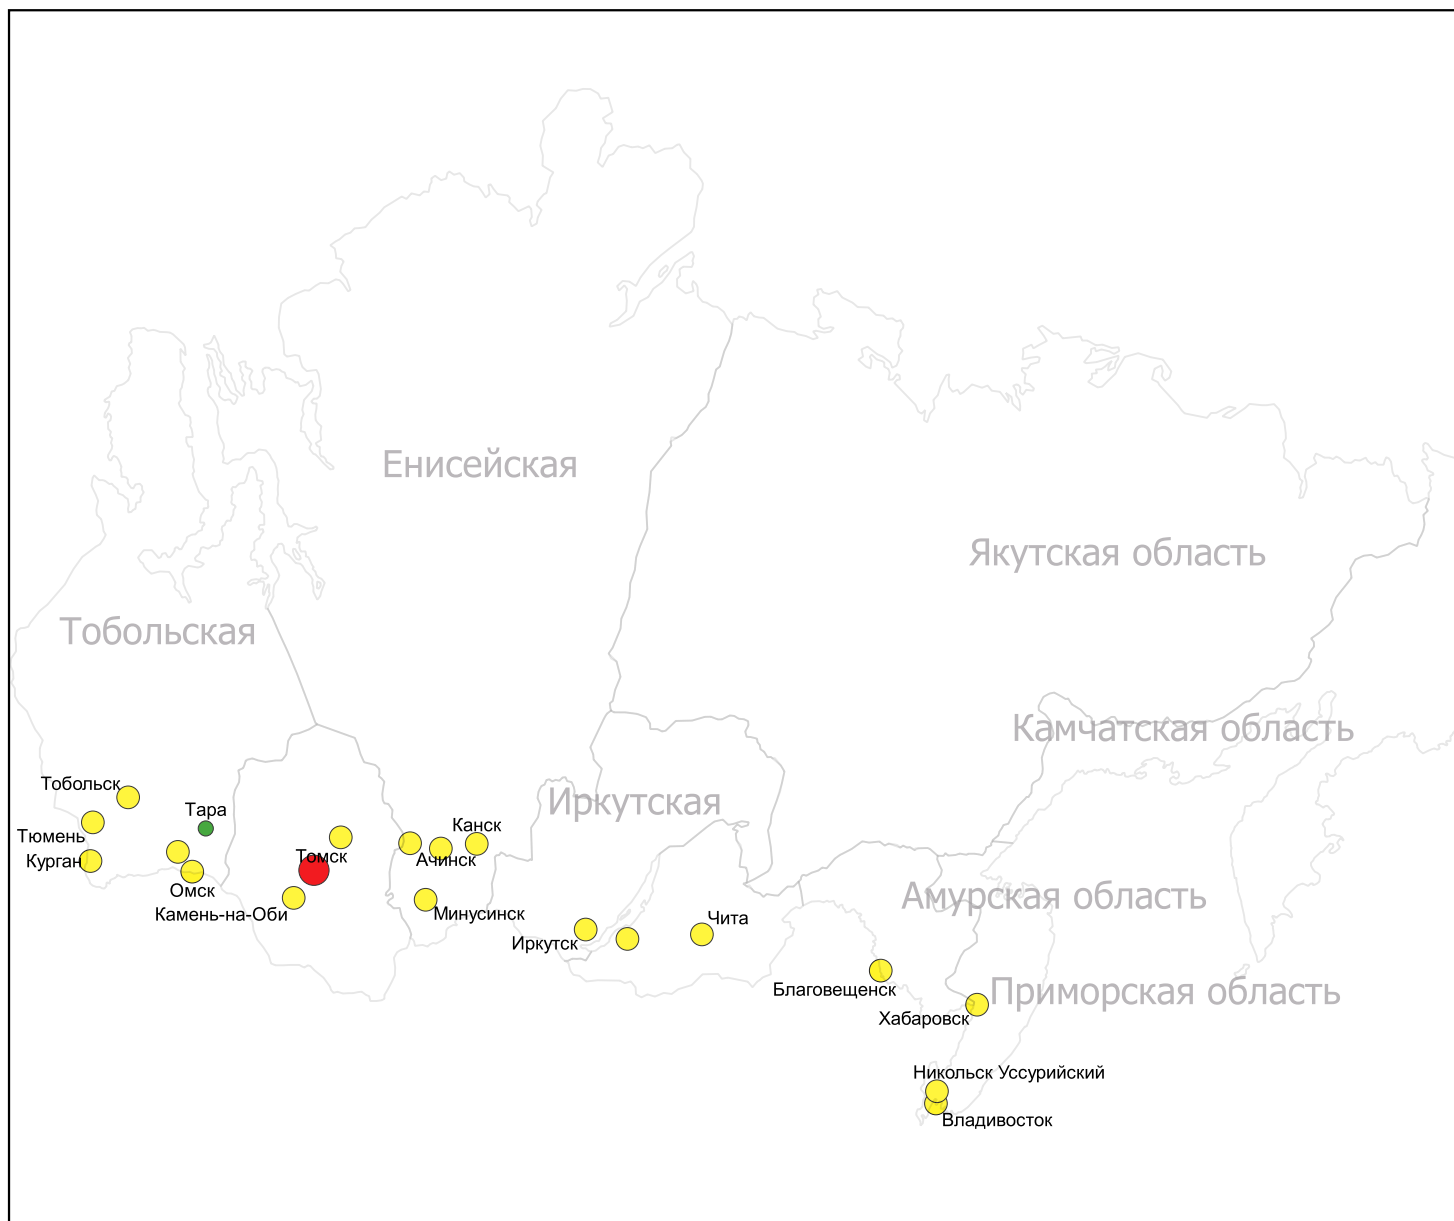 Енисейская
Якутская область
Тобольская
Камчатская область
Тобольск
Иркутская
Тара
Канск
Тюмень
Томск
Ачинск
Курган
Омск
Амурская область
Камень-на-Оби
Минусинск
Чита
Иркутск
Благовещенск
Приморская область
Хабаровск
Никольск Уссурийский
Владивосток